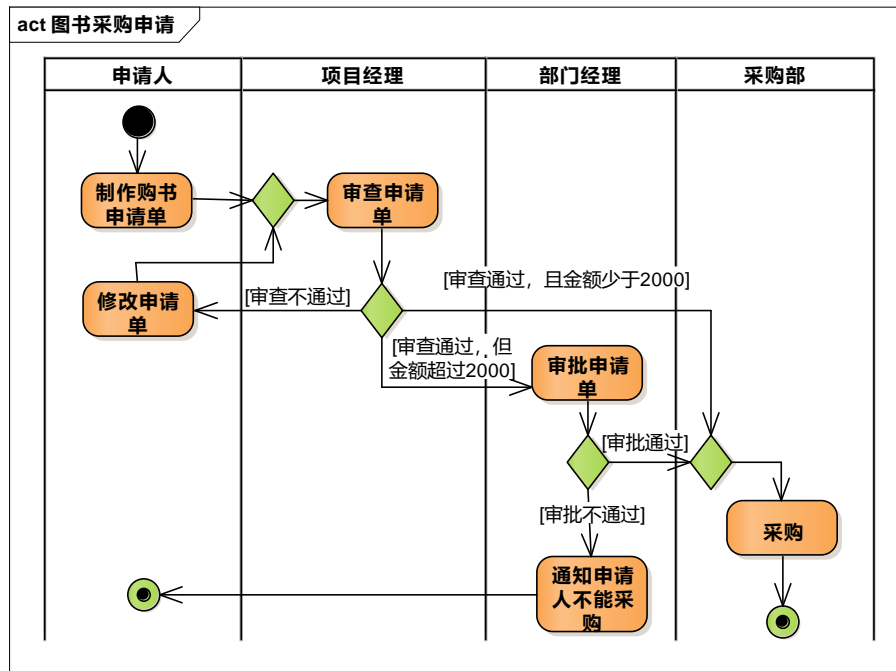 act 图书采购申请
申请人
项目经理
部门经理
采购部
制作购书
申请单
审查申请
单
[审查通过，且金额少于2000]
[审查不通过]
修改申请
单
[审查通过，但
金额超过2000]
审批申请
单
[审批通过]
[审批不通过]
采购
通知申请
人不能采
购